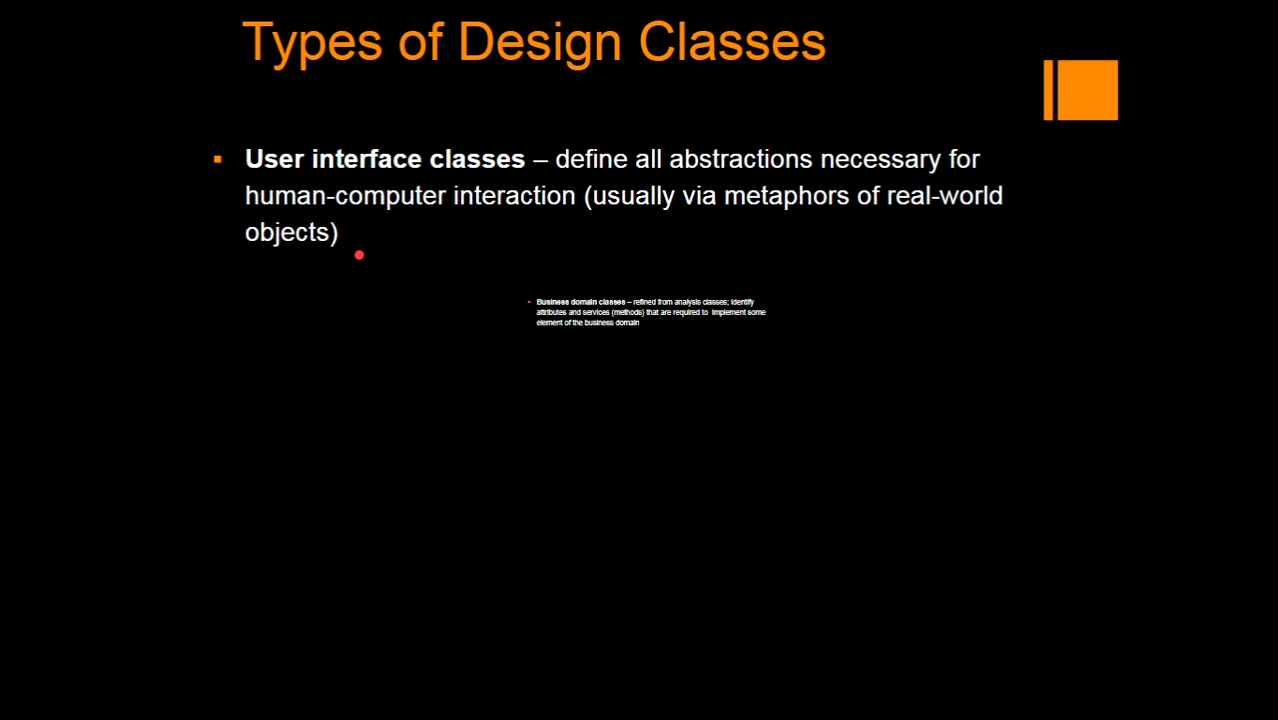 Types of Design Classes
User interface classes – define all abstractions necessary for
human-computer interaction (usually via metaphors of real-world
objects)
Business domain classes – refined from analysis classes; identify
attributes and services (methods) that are required to implement some
element of the business domain